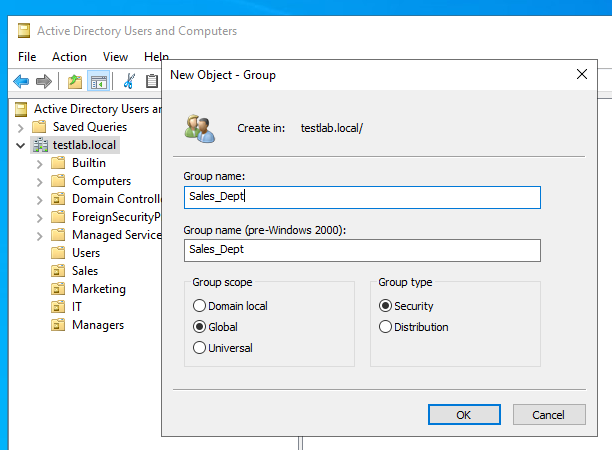 Active Directory Users and Computers
File Action View Help
New Object - Group
Active Directory Users and
Saved Queries
testlab.local
Builtin
Computers
Domain Controlle
ForeignSecurityP
Managed Service
Users
Sales
Marketing
IT
Managers
Create in: testlab.local/
Group name:
Sales_Dept
Group name (pre-Windows 2000):
Sales_Dept
Group scope
Domain local
Global
Universal
Group type
Security
Distribution
OK Cancel